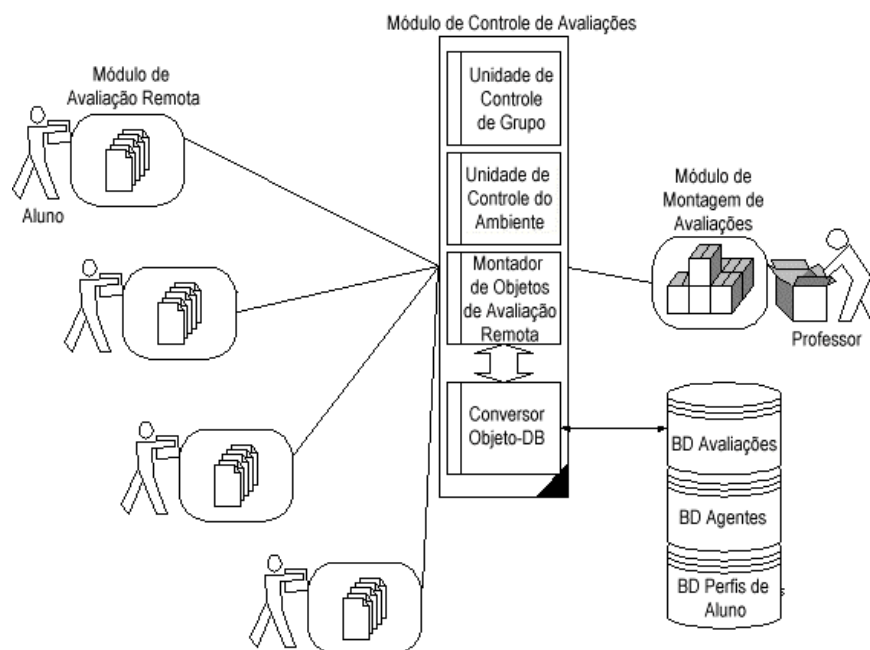 Módulo de Controle de Avaliações
Módulo de
Avaliação Remota
Aluno
Unidade de
Controle
de Grupo
Unidade de
Controle do
Ambiente
Montador
de Objetos
de Avaliação
Remota
Conversor
Objeto-DB
Módulo de
Montagem de
Avaliações
Professor
BD Avaliações
BD Agentes
BD Perfis de
Aluno